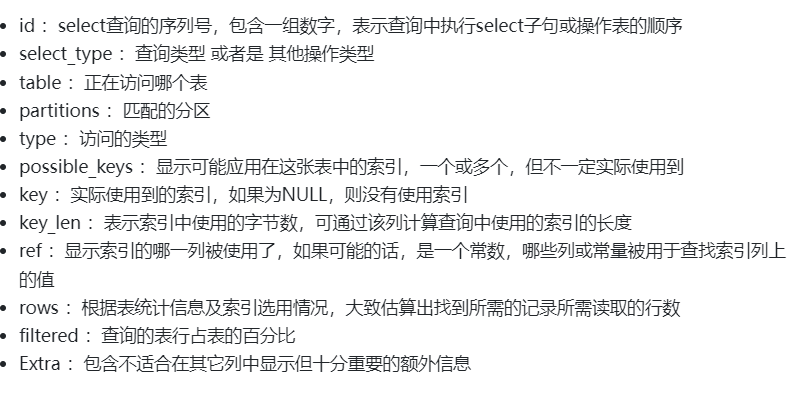 • id： select查询的序列号，包含一组数字，表示查询中执行select子句或操作表的顺序
• select_type： 查询类型 或者是 其他操作类型
• table： 正在访问哪个表
• partitions： 匹配的分区
• type： 访问的类型
• possible_keys： 显示可能应用在这张表中的索引，一个或多个，但不一定实际使用到
• key： 实际使用到的索引，如果为NULL，则没有使用索引
• key_len： 表示索引中使用的字节数，可通过该列计算查询中使用的索引的长度
• ref： 显示索引的哪一列被使用了，如果可能的话，是一个常数，哪些列或常量被用于查找索引列上
的值
• rows： 根据表统计信息及索引选用情况，大致估算出找到所需的记录所需读取的行数
• filtered： 查询的表行占表的百分比
• Extra： 包含不适合在其它列中显示但十分重要的额外信息